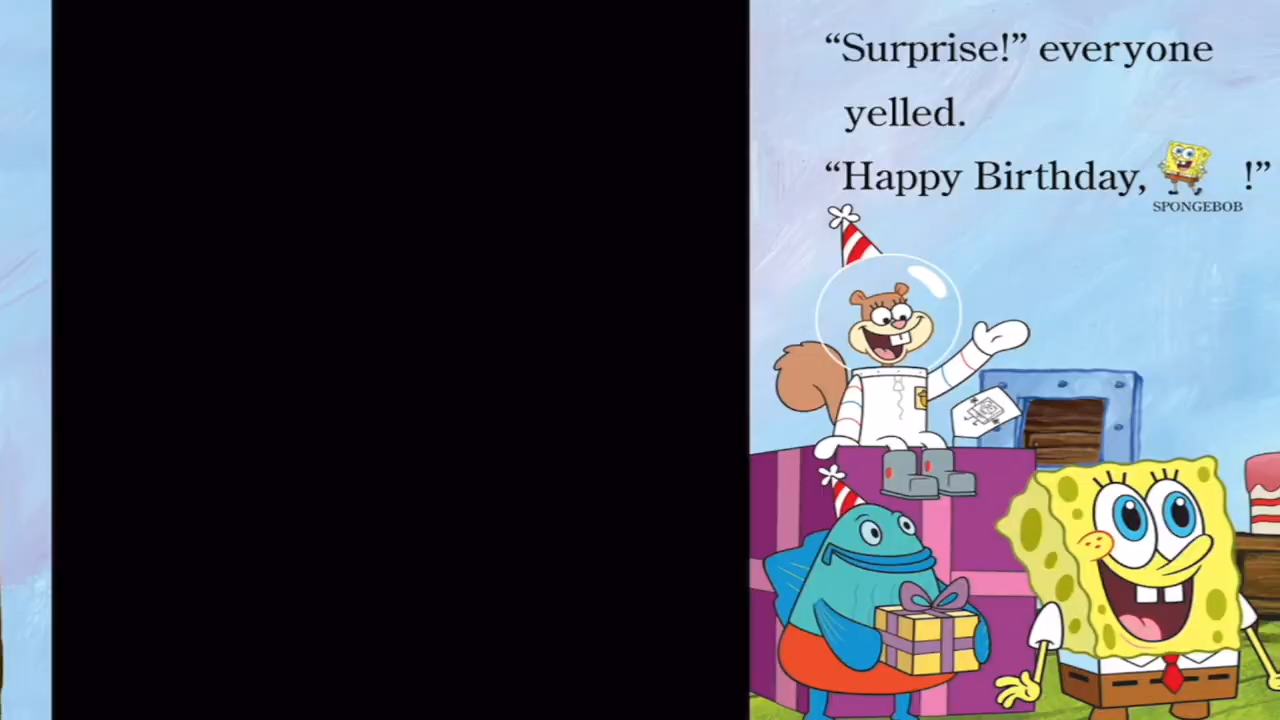 “Surprise!” everyone
yelled.
“Happy Birthday, !”
SPONGEBOB